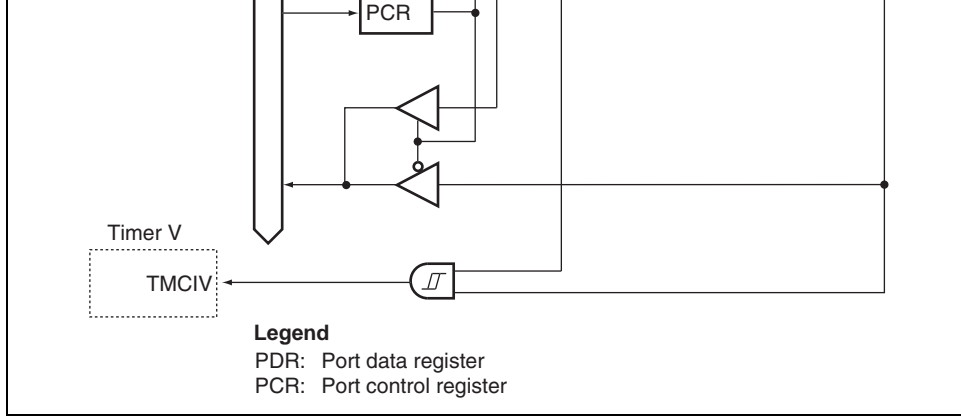 PCR
Timer V
TMCIV
Legend
PDR: Port data register
PCR: Port control register